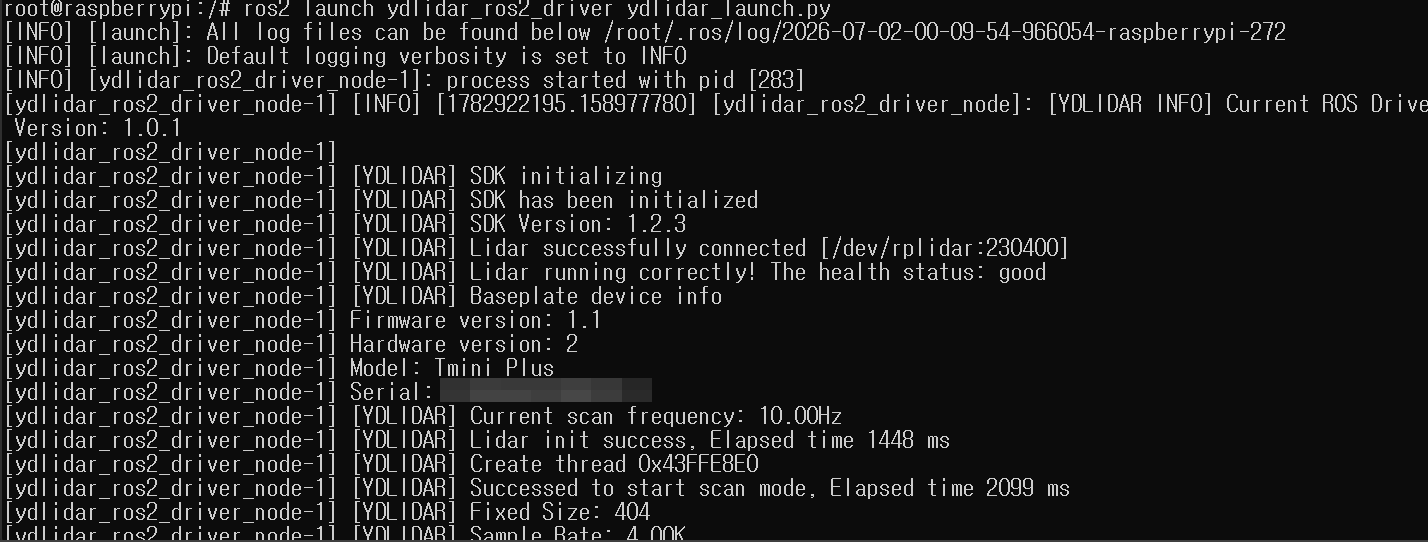 root@raspberrypi:/# ros2 launch ydlidar_ros2_driver ydlidar_launch.py
[INFO] [launch]: All log files can be found below /root/.ros/log/2026-07-02-00-09-54-966054-raspberrypi-272
[INFO] [launch]: Default logging verbosity is set to INFO
[INFO] [ydlidar_ros2_driver_node-1]: process started with pid [283]
[ydlidar_ros2_driver_node-1] [INFO] [1782922195.158977780] [ydlidar_ros2_driver_node]: [YDLIDAR INFO] Current ROS Drive
Version: 1.0.1
[ydlidar_ros2_driver_node-1]
[ydlidar_ros2_driver_node-1] [YDLIDAR] SDK initializing
[ydlidar_ros2_driver_node-1] [YDLIDAR] SDK has been initialized
[ydlidar_ros2_driver_node-1] [YDLIDAR] SDK Version: 1.2.3
[ydlidar_ros2_driver_node-1] [YDLIDAR] Lidar successfully connected [/dev/rplidar:230400]
[ydlidar_ros2_driver_node-1] [YDLIDAR] Lidar running correctly! The health status: good
[ydlidar_ros2_driver_node-1] [YDLIDAR] Baseplate device info
[ydlidar_ros2_driver_node-1] Firmware version: 1.1
[ydlidar_ros2_driver_node-1] Hardware version: 2
[ydlidar_ros2_driver_node-1] Model: Tmini Plus
[ydlidar_ros2_driver_node-1] Serial:
[ydlidar_ros2_driver_node-1] [YDLIDAR] Current scan frequency: 10.00Hz
[ydlidar_ros2_driver_node-1] [YDLIDAR] Lidar init success, Elapsed time 1448 ms
[ydlidar_ros2_driver_node-1] [YDLIDAR] Create thread 0x43FFE8E0
[ydlidar_ros2_driver_node-1] [YDLIDAR] Successed to start scan mode, Elapsed time 2099 ms
[ydlidar_ros2_driver_node-1] [YDLIDAR] Fixed Size: 404
[ydlidar_ros2_driver_node-1] [YDLIDAR] Sample Rate: 4.00K